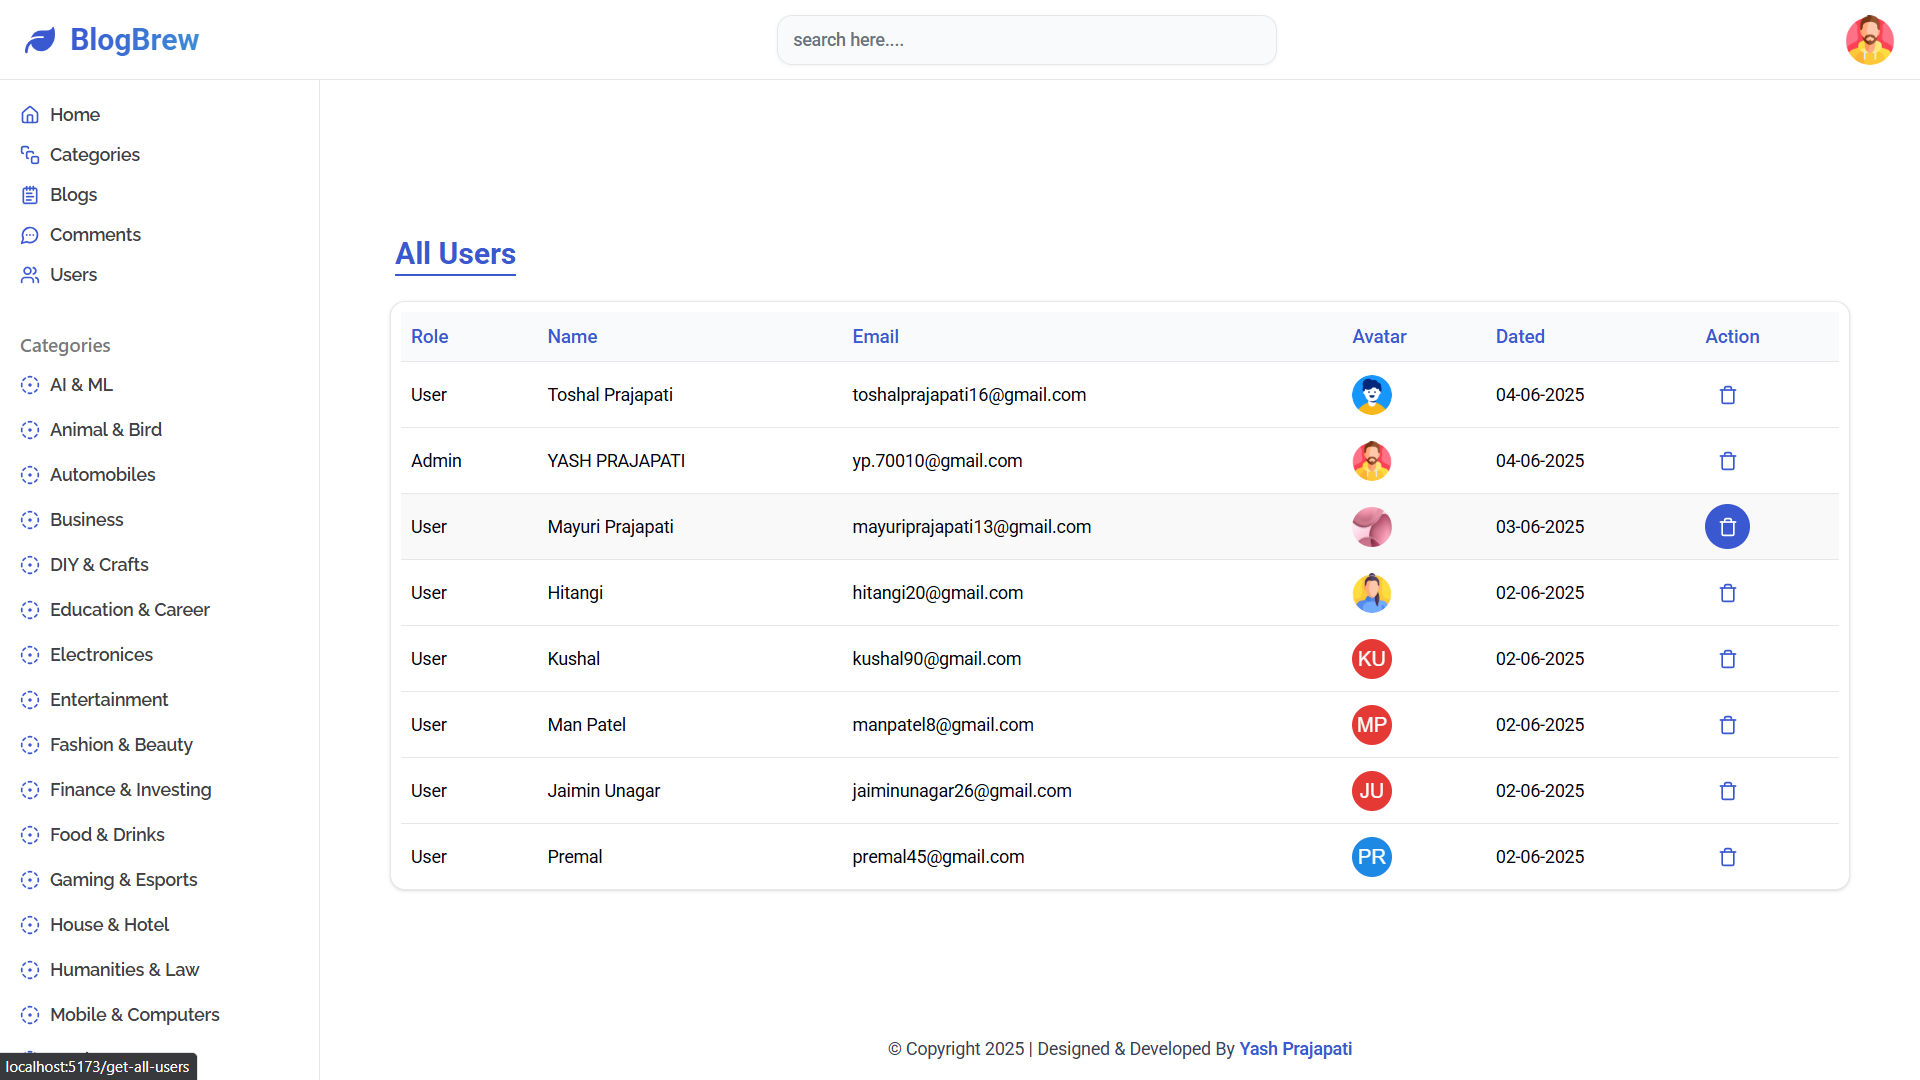 BlogBrew
search here....
Home
Categories
Blogs
Comments
Users
Categories
AI & ML
Animal & Bird
Automobiles
Business
DIY & Crafts
Education & Career
Electronices
Entertainment
Fashion & Beauty
Finance & Investing
Food & Drinks
Gaming & Esports
House & Hotel
Humanities & Law
Mobile & Computers
localhost:5173/get-all-users
All Users
Role Name Email Avatar Dated Action
User Toshal Prajapati toshalprajapati16@gmail.com 04-06-2025
Admin YASH PRAJAPATI yp.70010@gmail.com 04-06-2025
User Mayuri Prajapati mayuriprajapati13@gmail.com 03-06-2025
User Hitangi hitangi20@gmail.com 02-06-2025
User Kushal kushal90@gmail.com KU 02-06-2025
User Man Patel manpatel8@gmail.com MP 02-06-2025
User Jaimin Unagar jaiminunagar26@gmail.com JU 02-06-2025
User Premal premal45@gmail.com PR 02-06-2025
© Copyright 2025 | Designed & Developed By Yash Prajapati